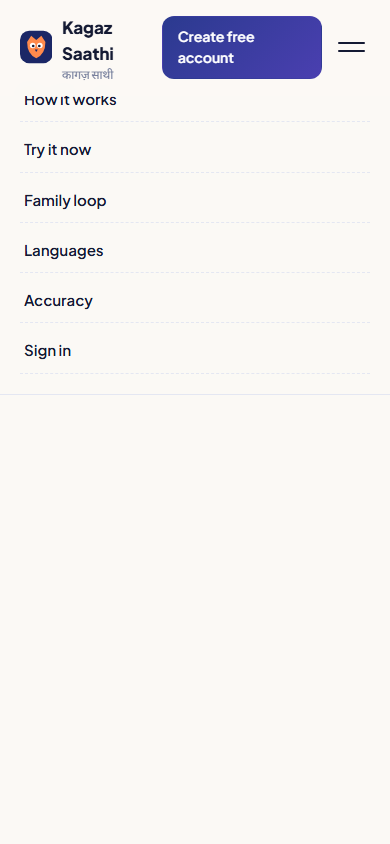 Kagaz
Saathi
कागज़ साथी
Create free
account
How it works
Try it now
Family loop
Languages
Accuracy
Sign in